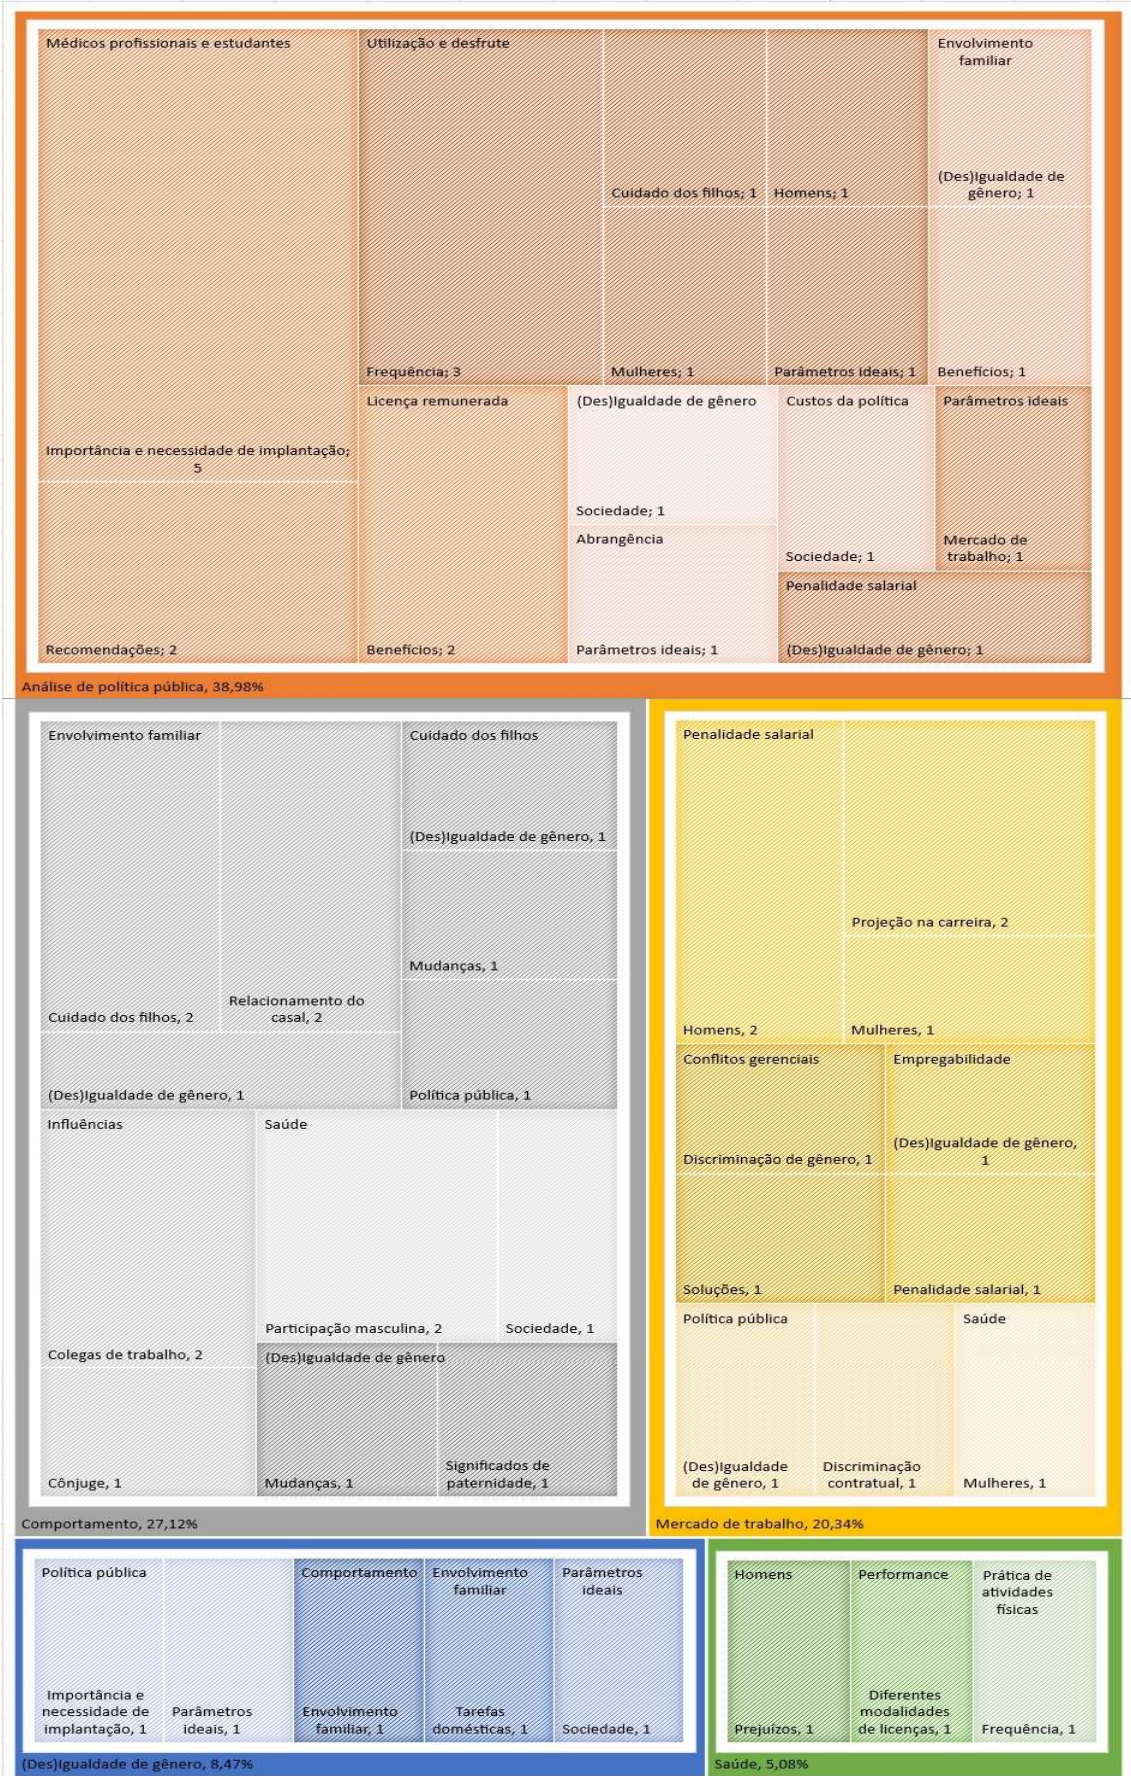 Médicos profissionais e estudantes
Importância e necessidade de implantação;
5
Recomendações; 2
Utilização e desfrute
Frequência; 3
Cuidado dos filhos; 1
Homens; 1
Mulheres; 1
Parâmetros ideais; 1
Envolvimento
familiar
(Des)Igualdade de
gênero; 1
Benefícios; 1
Licença remunerada
Benefícios; 2
(Des)Igualdade de gênero
Sociedade; 1
Abrangência
Parâmetros ideais; 1
Custos da política
Sociedade; 1
Parâmetros ideais
Mercado de
trabalho; 1
Penalidade salarial
(Des)Igualdade de gênero; 1
Análise de política pública, 38,98%
Envolvimento familiar
Cuidado dos filhos, 2
Relacionamento do
casal, 2
(Des)Igualdade de gênero, 1
Cuidado dos filhos
(Des)Igualdade de gênero, 1
Mudanças, 1
Política pública, 1
Influências
Colegas de trabalho, 2
Cônjuge, 1
Saúde
Participação masculina, 2
Sociedade, 1
(Des)Igualdade de gênero
Mudanças, 1
Significados de
paternidade, 1
Comportamento, 27,12%
Penalidade salarial
Homens, 2
Projeção na carreira, 2
Mulheres, 1
Conflitos gerenciais
Discriminação de gênero, 1
Soluções, 1
Empregabilidade
(Des)Igualdade de gênero,
1
Penalidade salarial, 1
Política pública
(Des)Igualdade
de gênero, 1
Discriminação
contratual, 1
Saúde
Mulheres, 1
Mercado de trabalho, 20,34%
Política pública
Importância e
necessidade de
implantação, 1
Parâmetros
ideais, 1
Comportamento
Envolvimento
familiar, 1
Envolvimento
familiar
Tarefas
domésticas, 1
Parâmetros
ideais
Sociedade, 1
(Des)Igualdade de gênero, 8,47%
Homens
Prejuízos, 1
Performance
Diferentes
modalidades
de licenças, 1
Prática de
atividades
físicas
Frequência, 1
Saúde, 5,08%